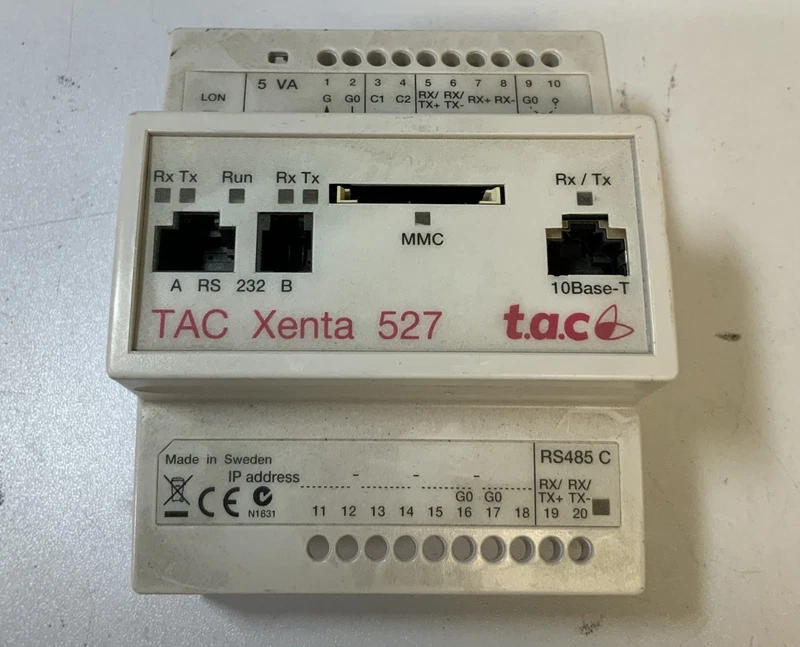 1 2 3 4 5 6 7 8 9 10
LON 5 VA G G0 C1 C2 RX/ TX+ RX/ TX- RX+ RX- G0
Rx Tx Run Rx Tx Rx / Tx
MMC
A RS 232 B 10Base-T
TAC Xenta 527 t.a.c
Made in Sweden RS485 C
IP address - - -
G0 G0 RX/ RX/
CE N1831 TX+ TX-
11 12 13 14 15 16 17 18 19 20